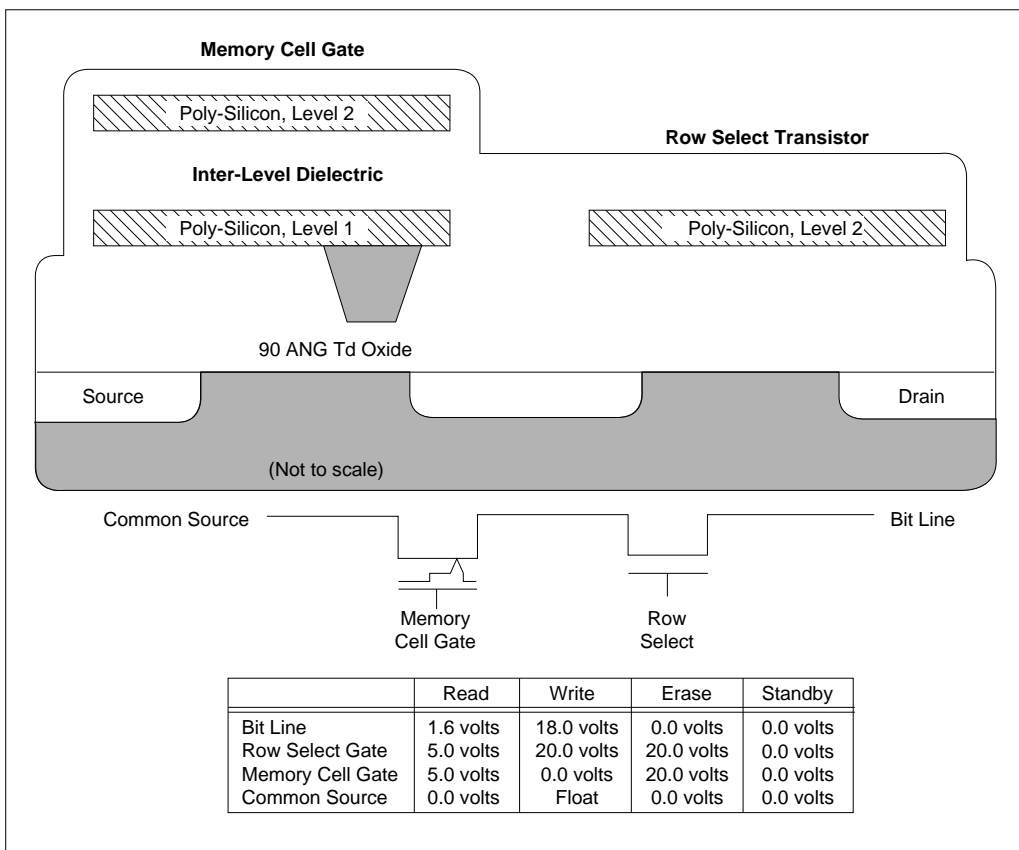 Memory Cell Gate
Poly-Silicon, Level 2
Row Select Transistor
Inter-Level Dielectric
Poly-Silicon, Level 1
Poly-Silicon, Level 2
90 ANG Td Oxide
Source
Drain
(Not to scale)
Common Source
Bit Line
Memory
Cell Gate
Row
Select
Read Write Erase Standby
Bit Line 1.6 volts 18.0 volts 0.0 volts 0.0 volts
Row Select Gate 5.0 volts 20.0 volts 20.0 volts 0.0 volts
Memory Cell Gate 5.0 volts 0.0 volts 20.0 volts 0.0 volts
Common Source 0.0 volts Float 0.0 volts 0.0 volts